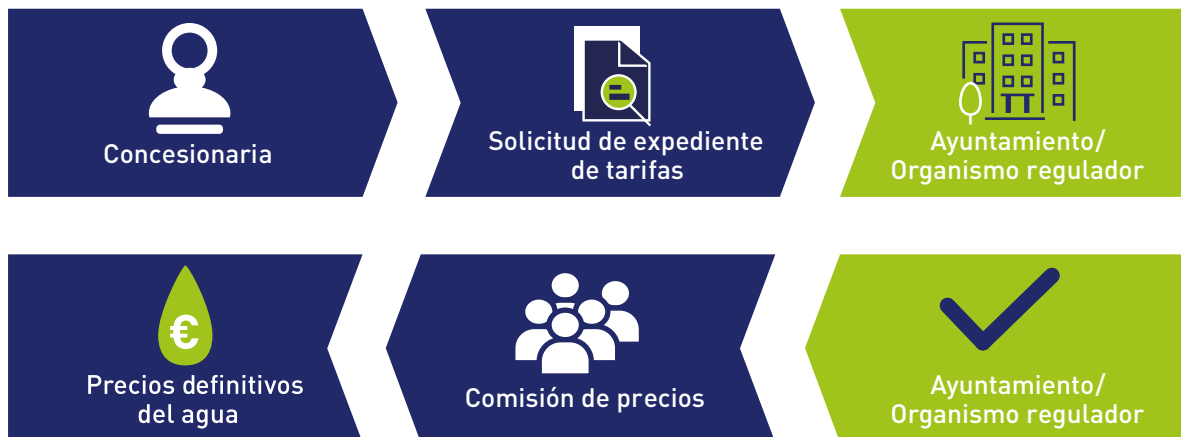 Concesionaria
Solicitud de expediente
de tarifas
Ayuntamiento/
Organismo regulador
€
Precios definitivos
del agua
Comisión de precios
Ayuntamiento/
Organismo regulador